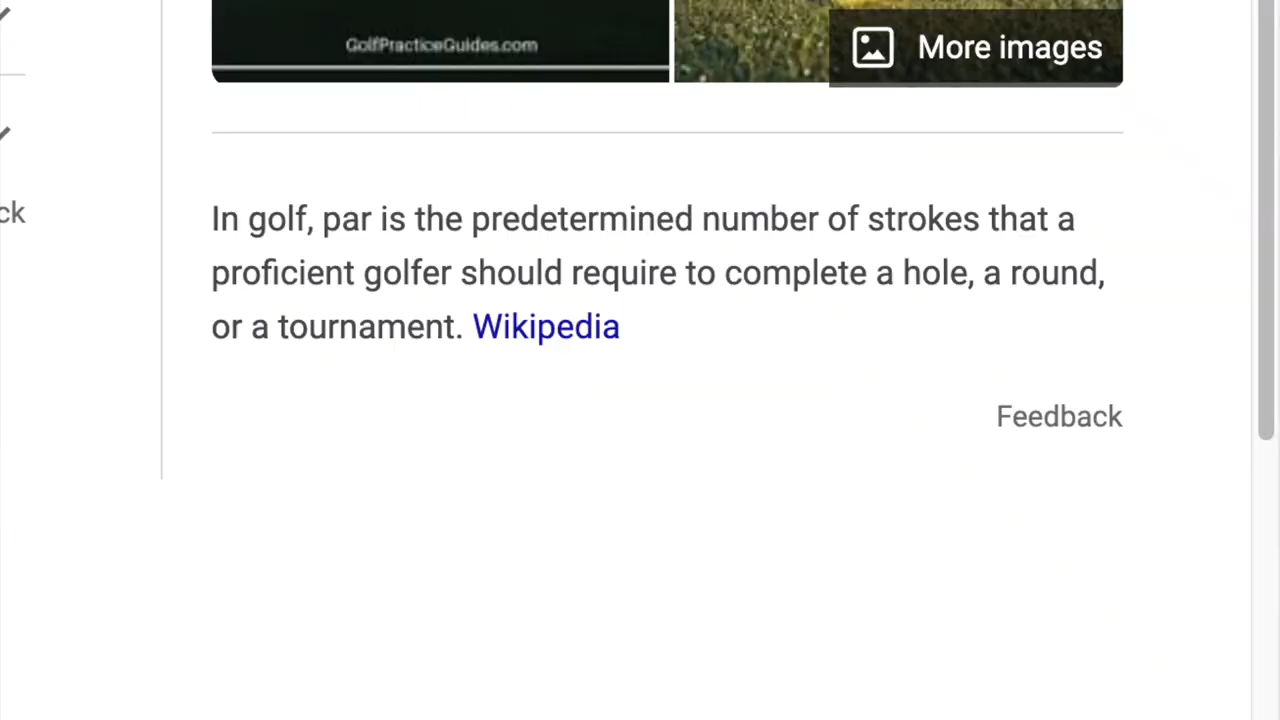 GolfPracticeGuides.com
More images
ck
In golf, par is the predetermined number of strokes that a
proficient golfer should require to complete a hole, a round,
or a tournament. Wikipedia
Feedback